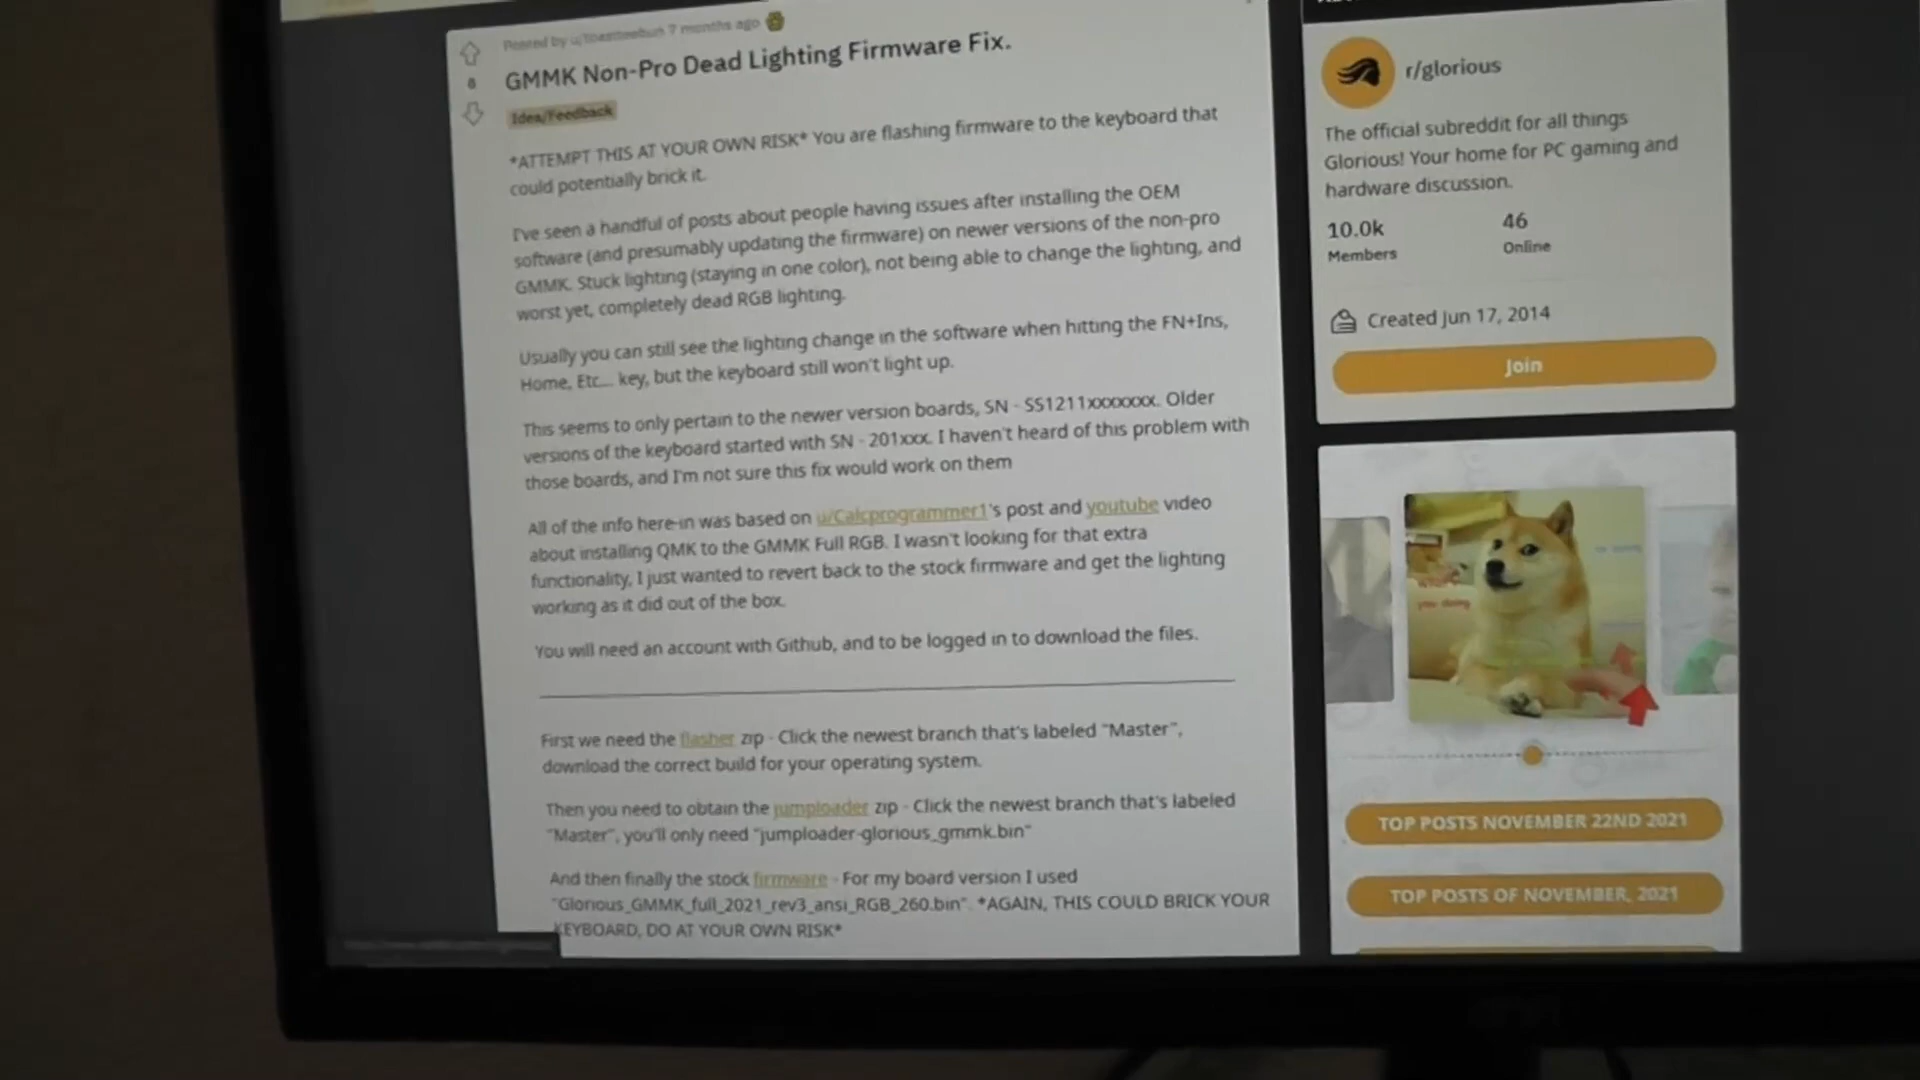 Posted by 7 months ago
8
GMMK Non-Pro Dead Lighting Firmware Fix.
Idea/Feedback
*ATTEMPT THIS AT YOUR OWN RISK* You are flashing firmware to the keyboard that
could potentially brick it.
I've seen a handful of posts about people having issues after installing the OEM
software (and presumably updating the firmware) on newer versions of the non-pro
GMMK. Stuck lighting (staying in one color), not being able to change the lighting, and
worst yet, completely dead RGB lighting.
Usually you can still see the lighting change in the software when hitting the FN+Ins,
Home, Etc... key, but the keyboard still won't light up.
This seems to only pertain to the newer version boards, SN - SS1211xxxxxxx. Older
versions of the keyboard started with SN - 201xxx. I haven't heard of this problem with
those boards, and I'm not sure this fix would work on them
All of the info here-in was based on u/Calcprogrammer1's post and youtube video
about installing QMK to the GMMK Full RGB. I wasn't looking for that extra
functionality, I just wanted to revert back to the stock firmware and get the lighting
working as it did out of the box.
You will need an account with Github, and to be logged in to download the files.
First we need the flasher zip - Click the newest branch that's labeled "Master",
download the correct build for your operating system.
Then you need to obtain the jumploader zip - Click the newest branch that's labeled
"Master", you'll only need "jumploader-glorious_gmmk.bin"
And then finally the stock firmware - For my board version I used
"Glorious_GMMK_full_2021_rev3_ansi_RGB_260.bin". *AGAIN, THIS COULD BRICK YOUR
KEYBOARD, DO AT YOUR OWN RISK*
r/glorious
The official subreddit for all things
Glorious! Your home for PC gaming and
hardware discussion.
10.0k
46
Members
Online
Created Jun 17, 2014
Join
you doing
TOP POSTS NOVEMBER 22ND 2021
TOP POSTS OF NOVEMBER, 2021